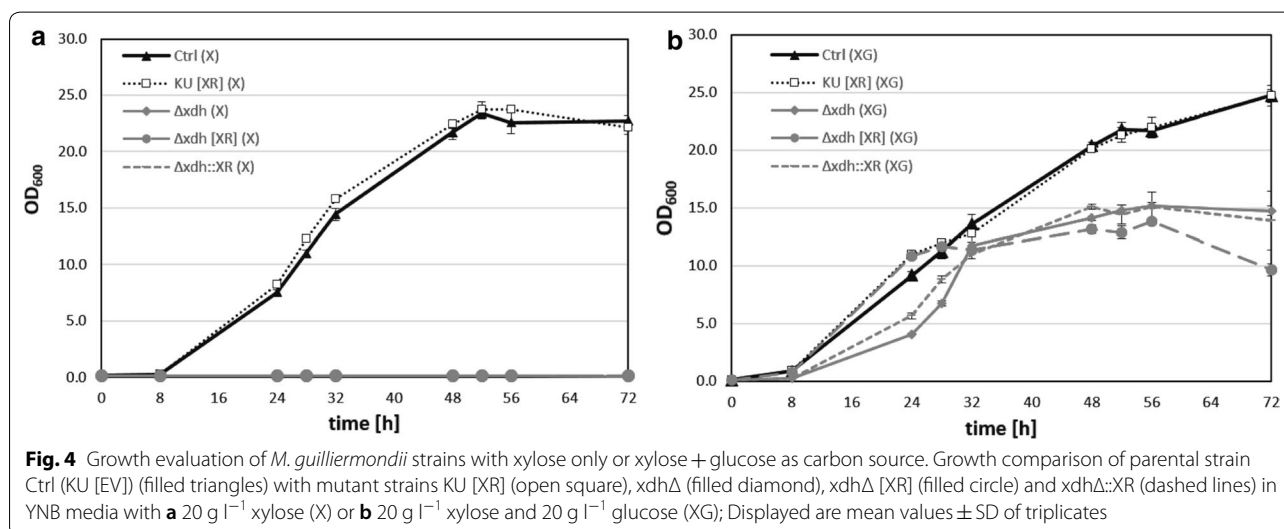 a
30.0
25.0
20.0
15.0
10.0
5.0
0.0
OD600
Ctrl (X)
KU [XR] (X)
Δxdh (X)
Δxdh [XR] (X)
Δxdh::XR (X)
0 8 16 24 32 40 48 56 64 72
time [h]
b
30.0
25.0
20.0
15.0
10.0
5.0
0.0
OD600
Ctrl (XG)
KU [XR] (XG)
Δxdh (XG)
Δxdh [XR] (XG)
Δxdh::XR (XG)
0 8 16 24 32 40 48 56 64 72
time [h]
Fig. 4 Growth evaluation of M. guilliermondii strains with xylose only or xylose + glucose as carbon source. Growth comparison of parental strain
Ctrl (KU [EV]) (filled triangles) with mutant strains KU [XR] (open square), xdhΔ (filled diamond), xdhΔ [XR] (filled circle) and xdhΔ::XR (dashed lines) in
YNB media with a 20 g l−1 xylose (X) or b 20 g l−1 xylose and 20 g l−1 glucose (XG); Displayed are mean values ± SD of triplicates